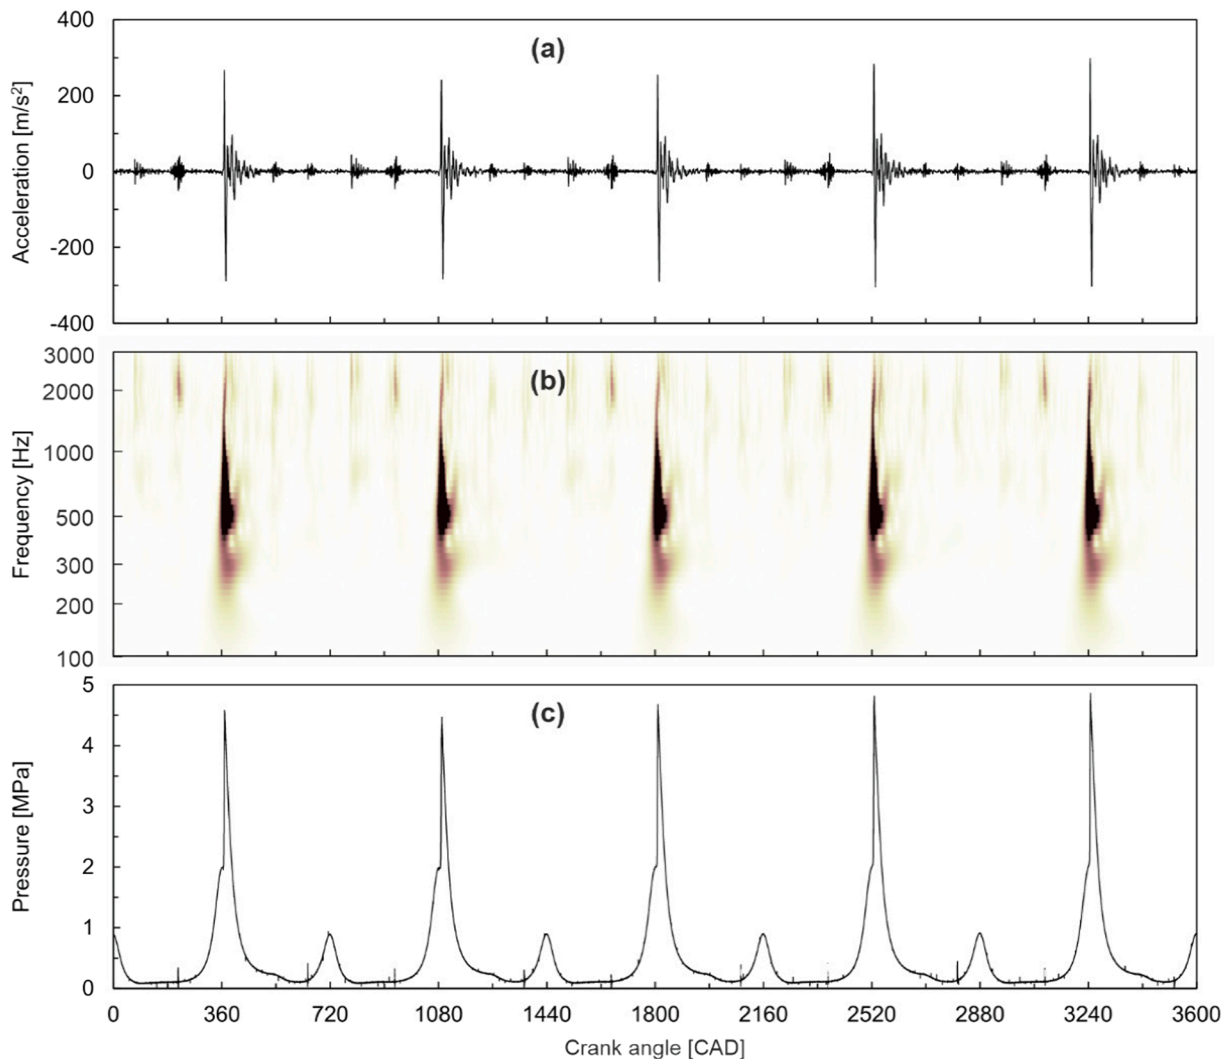 400
(a)
200
0
-200
-400
Acceleration [m/s²]
3000
(b)
2000
1000
500
300
200
100
Frequency [Hz]
5
(c)
4
3
2
1
0
Pressure [MPa]
0 360 720 1080 1440 1800 2160 2520 2880 3240 3600
Crank angle [CAD]